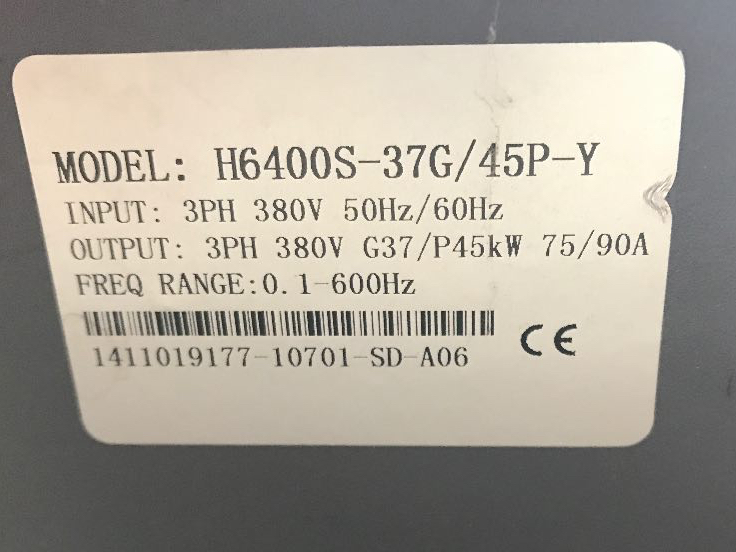 MODEL: H6400S-37G/45P-Y
INPUT: 3PH 380V 50Hz/60Hz
OUTPUT: 3PH 380V G37/P45kW 75/90A
FREQ RANGE:0.1-600Hz
CE
1411019177-10701-SD-A06